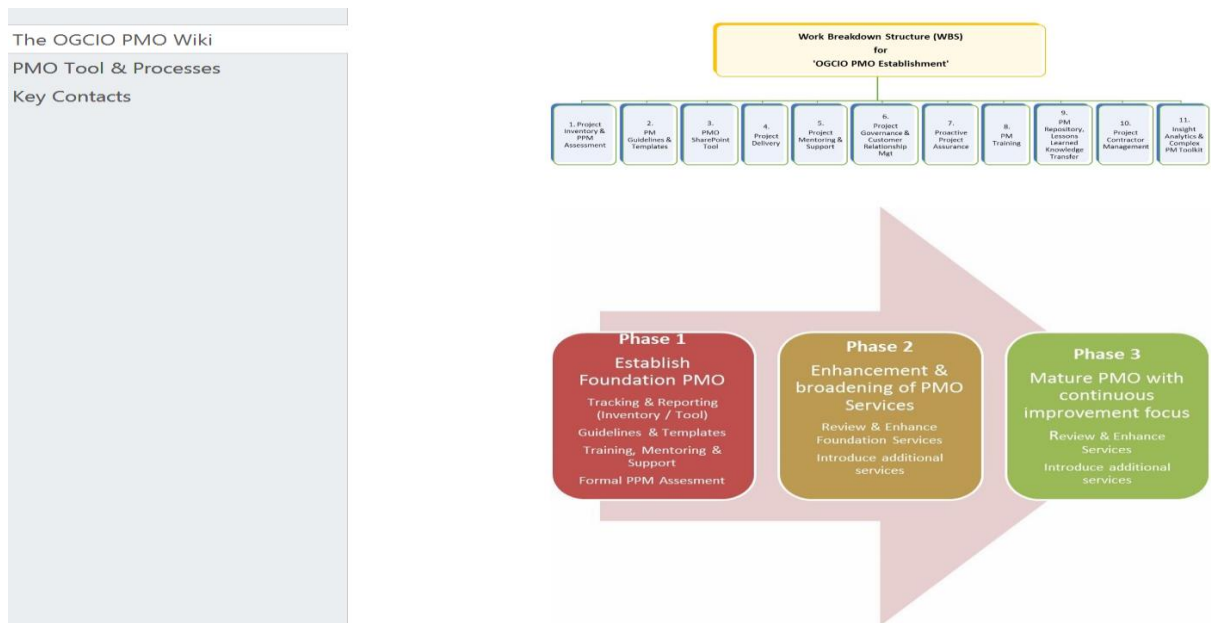 The OGCIO PMO Wiki
PMO Tool & Processes
Key Contacts
Work Breakdown Structure (WBS)
for
'OGCIO PMO Establishment'
1. Project
Inventory &
PPM
Assessment
2.
PM
Guidelines &
Templates
3.
PMO
SharePoint
Tool
4.
Project
Delivery
5.
Project
Mentoring &
Support
6.
Project
Governance &
Customer
Relationship
Mgt
7.
Proactive
Project
Assurance
8.
PM
Training
9.
PM
Repository,
Lessons
Learned
Knowledge
Transfer
10.
Project
Contractor
Management
11.
Insight
Analytics &
Complex
PM Toolkit
Phase 1
Establish
Foundation PMO
Tracking & Reporting
(Inventory / Tool)
Guidelines & Templates
Training, Mentoring &
Support
Formal PPM Assesment
Phase 2
Enhancement &
broadening of PMO
Services
Review & Enhance
Foundation Services
Introduce additional
services
Phase 3
Mature PMO with
continuous
improvement focus
Review & Enhance
Services
Introduce additional
services